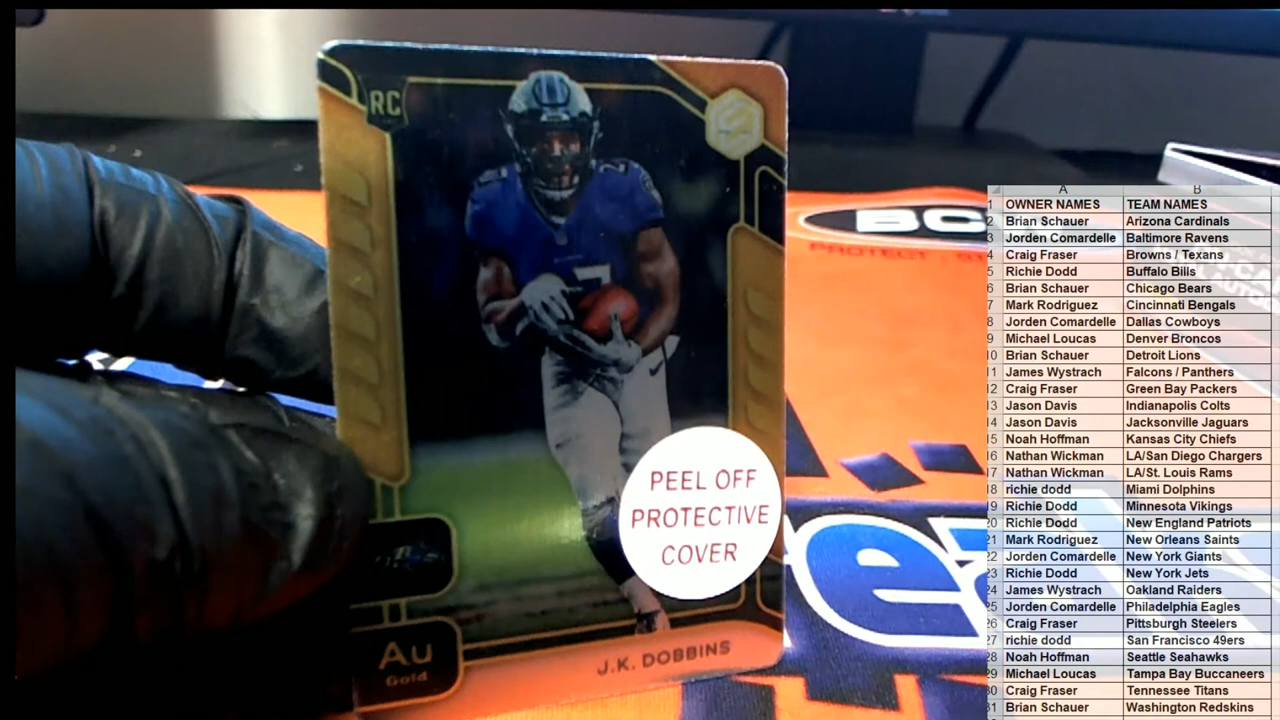 RC
PEEL OFF
PROTECTIVE
COVER
Au
Gold
J.K. DOBBINS
BC
PROTECT
A B
1 OWNER NAMES TEAM NAMES
2 Brian Schauer Arizona Cardinals
3 Jorden Comardelle Baltimore Ravens
4 Craig Fraser Browns / Texans
5 Richie Dodd Buffalo Bills
6 Brian Schauer Chicago Bears
7 Mark Rodriguez Cincinnati Bengals
8 Jorden Comardelle Dallas Cowboys
9 Michael Loucas Denver Broncos
10 Brian Schauer Detroit Lions
11 James Wystrach Falcons / Panthers
12 Craig Fraser Green Bay Packers
13 Jason Davis Indianapolis Colts
14 Jason Davis Jacksonville Jaguars
15 Noah Hoffman Kansas City Chiefs
16 Nathan Wickman LA/San Diego Chargers
17 Nathan Wickman LA/St. Louis Rams
18 richie dodd Miami Dolphins
19 Richie Dodd Minnesota Vikings
20 Richie Dodd New England Patriots
21 Mark Rodriguez New Orleans Saints
22 Jorden Comardelle New York Giants
23 Richie Dodd New York Jets
24 James Wystrach Oakland Raiders
25 Jorden Comardelle Philadelphia Eagles
26 Craig Fraser Pittsburgh Steelers
27 richie dodd San Francisco 49ers
28 Noah Hoffman Seattle Seahawks
29 Michael Loucas Tampa Bay Buccaneers
30 Craig Fraser Tennessee Titans
31 Brian Schauer Washington Redskins